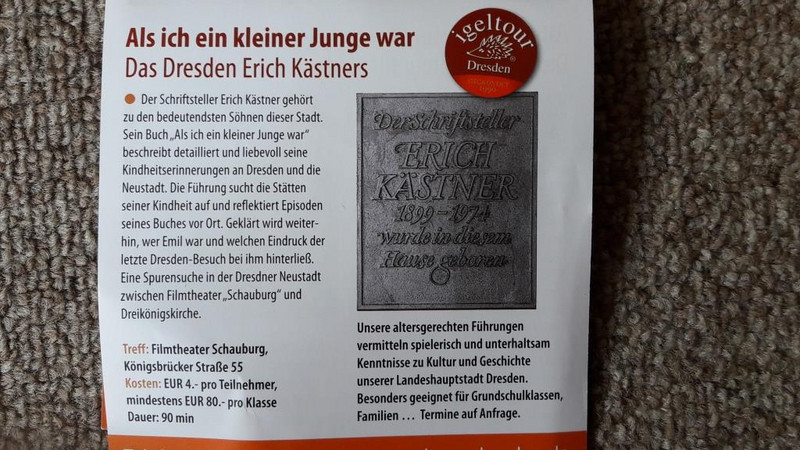 Als ich ein kleiner Junge war
Das Dresden Erich Kästners
igeltour
Dresden
Der Schriftsteller Erich Kästner gehört
zu den bedeutendsten Söhnen dieser Stadt.
Sein Buch „Als ich ein kleiner Junge war“
beschreibt detailliert und liebevoll seine
Kindheitserinnerungen an Dresden und die
Neustadt. Die Führung sucht die Stätten
seiner Kindheit auf und reflektiert Episoden
seines Buches vor Ort. Geklärt wird weiter-
hin, wer Emil war und welchen Eindruck der
letzte Dresden-Besuch bei ihm hinterließ.
Eine Spurensuche in der Dresdner Neustadt
zwischen Filmtheater „Schauburg“ und
Dreikönigskirche.
Treff: Filmtheater Schauburg,
Königsbrücker Straße 55
Kosten: EUR 4.- pro Teilnehmer,
mindestens EUR 80.- pro Klasse
Dauer: 90 min
Der Schriftsteller
ERICH
KÄSTNER
1899 – 1974
wurde in diesem
Hause geboren
Unsere altersgerechten Führungen
vermitteln spielerisch und unterhaltsam
Kenntnisse zu Kultur und Geschichte
unserer Landeshauptstadt Dresden.
Besonders geeignet für Grundschulklassen,
Familien … Termine auf Anfrage.